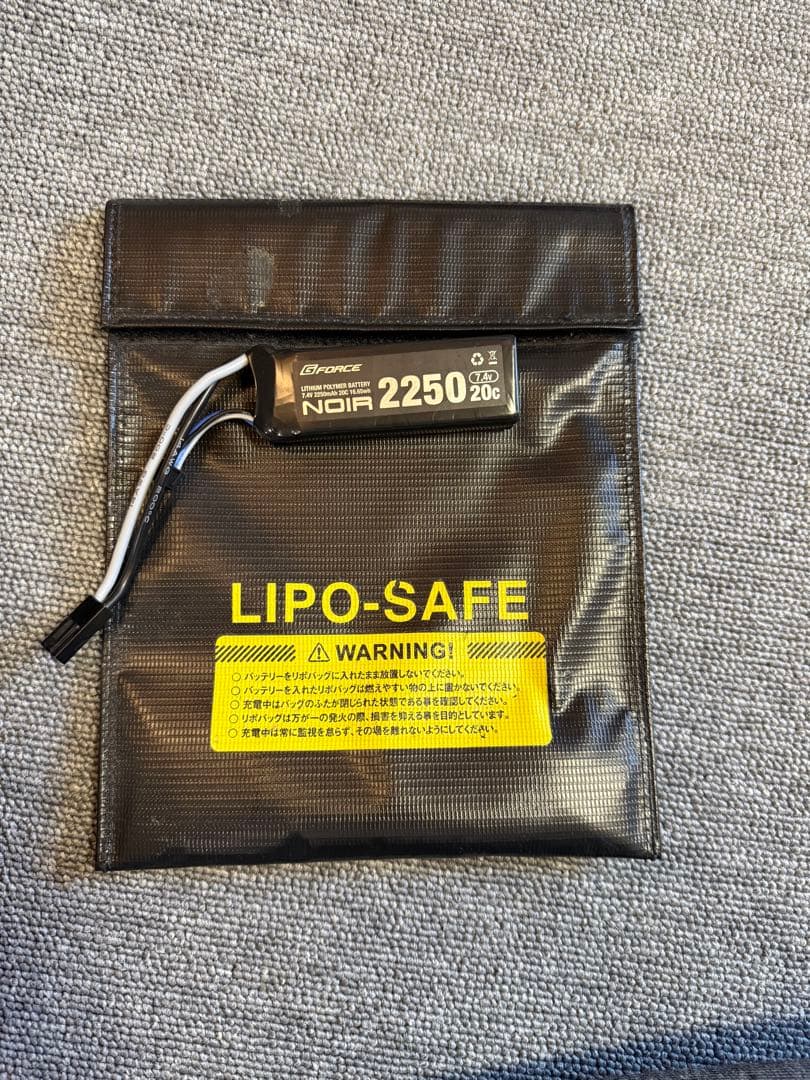 GFORCE
LITHIUM POLYMER BATTERY
7.4V 2250mAh 20C 16.65Wh
NOIR 2250 7.4v 20c
200℃
LIPO-SAFE
WARNING!
○ バッテリーをリポバッグに入れたまま放置しないでください。
○ バッテリーを入れたリポバッグは燃えやすい物の上に置かないでください。
○ 充電中はバッグのふたが閉じられた状態である事を確認してください。
○ リポバッグは万が一の発火の際、損害を抑える事を目的としています。
○ 充電中は常に監視を怠らず、その場を離れないようにしてください。